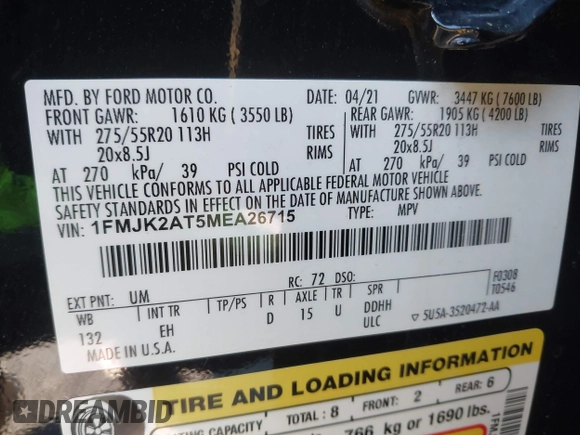 MFD. BY FORD MOTOR CO.
DATE: 04/21 GVWR: 3447 KG ( 7600 LB)
FRONT GAWR: 1610 KG ( 3550 LB) REAR GAWR: 1905 KG ( 4200 LB)
WITH 275/55R20 113H TIRES WITH 275/55R20 113H TIRES
20x8.5J RIMS 20x8.5J RIMS
AT 270 kPa/ 39 PSI COLD AT 270 kPa/ 39 PSI COLD
THIS VEHICLE CONFORMS TO ALL APPLICABLE FEDERAL MOTOR VEHICLE
SAFETY STANDARDS IN EFFECT ON THE DATE OF MANUFACTURE SHOWN ABOVE.
VIN: 1FMJK2AT5MEA26715 TYPE: MPV
EXT PNT: UM RC: 72 DSO: F0308
WB INT TR TP/PS R AXLE TR SPR T0546
132 EH D 15 U DDHH
ULC ▽ 5U5A-3520472-AA
MADE IN U.S.A.
TIRE AND LOADING INFORMATION
SEATING CAPACITY TOTAL: 8 FRONT: 2 REAR: 6
766 kg or 1690 lbs.
DREAMBID